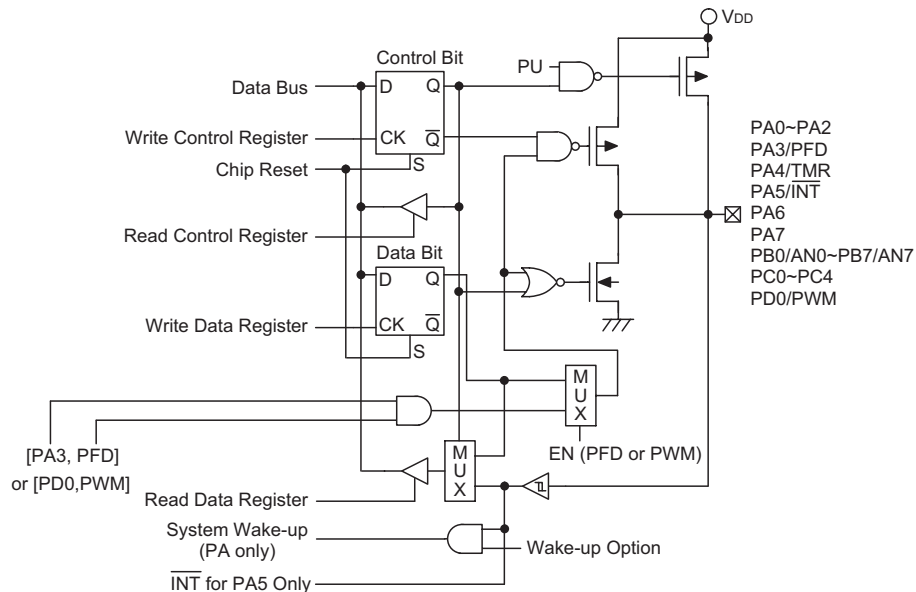 VDD
Control Bit
PU
Data Bus
D Q
Write Control Register
CK Q̅
Chip Reset
S
PA0~PA2
PA3/PFD
PA4/TMR
PA5/I̅N̅T̅
PA6
PA7
PB0/AN0~PB7/AN7
PC0~PC4
PD0/PWM
Read Control Register
Data Bit
D Q
Write Data Register
CK Q̅
S
MUX
[PA3, PFD]
or [PD0,PWM]
EN (PFD or PWM)
MUX
Read Data Register
System Wake-up
(PA only)
Wake-up Option
I̅N̅T̅ for PA5 Only